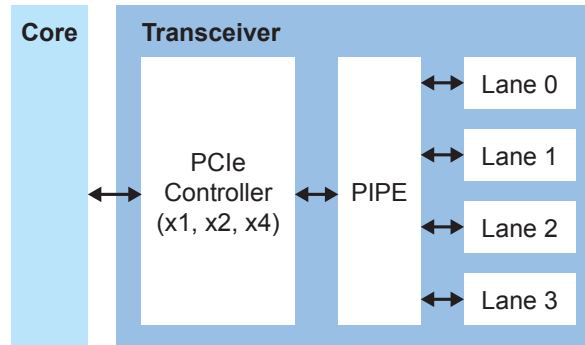 Core
Transceiver
PCIe
Controller
(x1, x2, x4)
PIPE
Lane 0
Lane 1
Lane 2
Lane 3